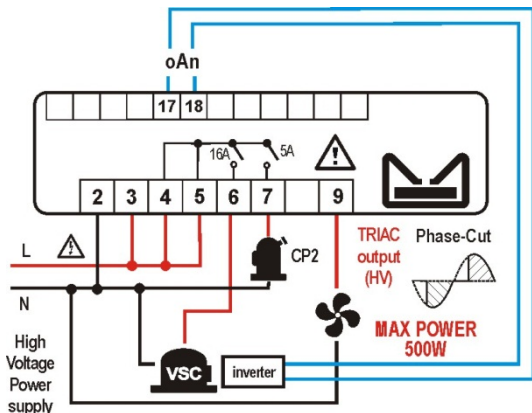 oAn
17 18
16A 5A
2 3 4 5 6 7 9
L
CP2
TRIAC
output
(HV)
Phase-Cut
N
MAX POWER
500W
High
Voltage
Power
supply
VSC
inverter